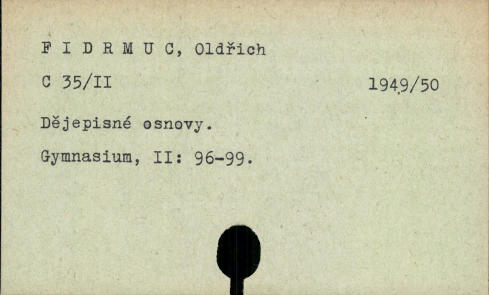 F I D R M U C, Oldřich
C 35/II 1949/50
Dějepisné osnovy.
Gymnasium, II: 96-99.